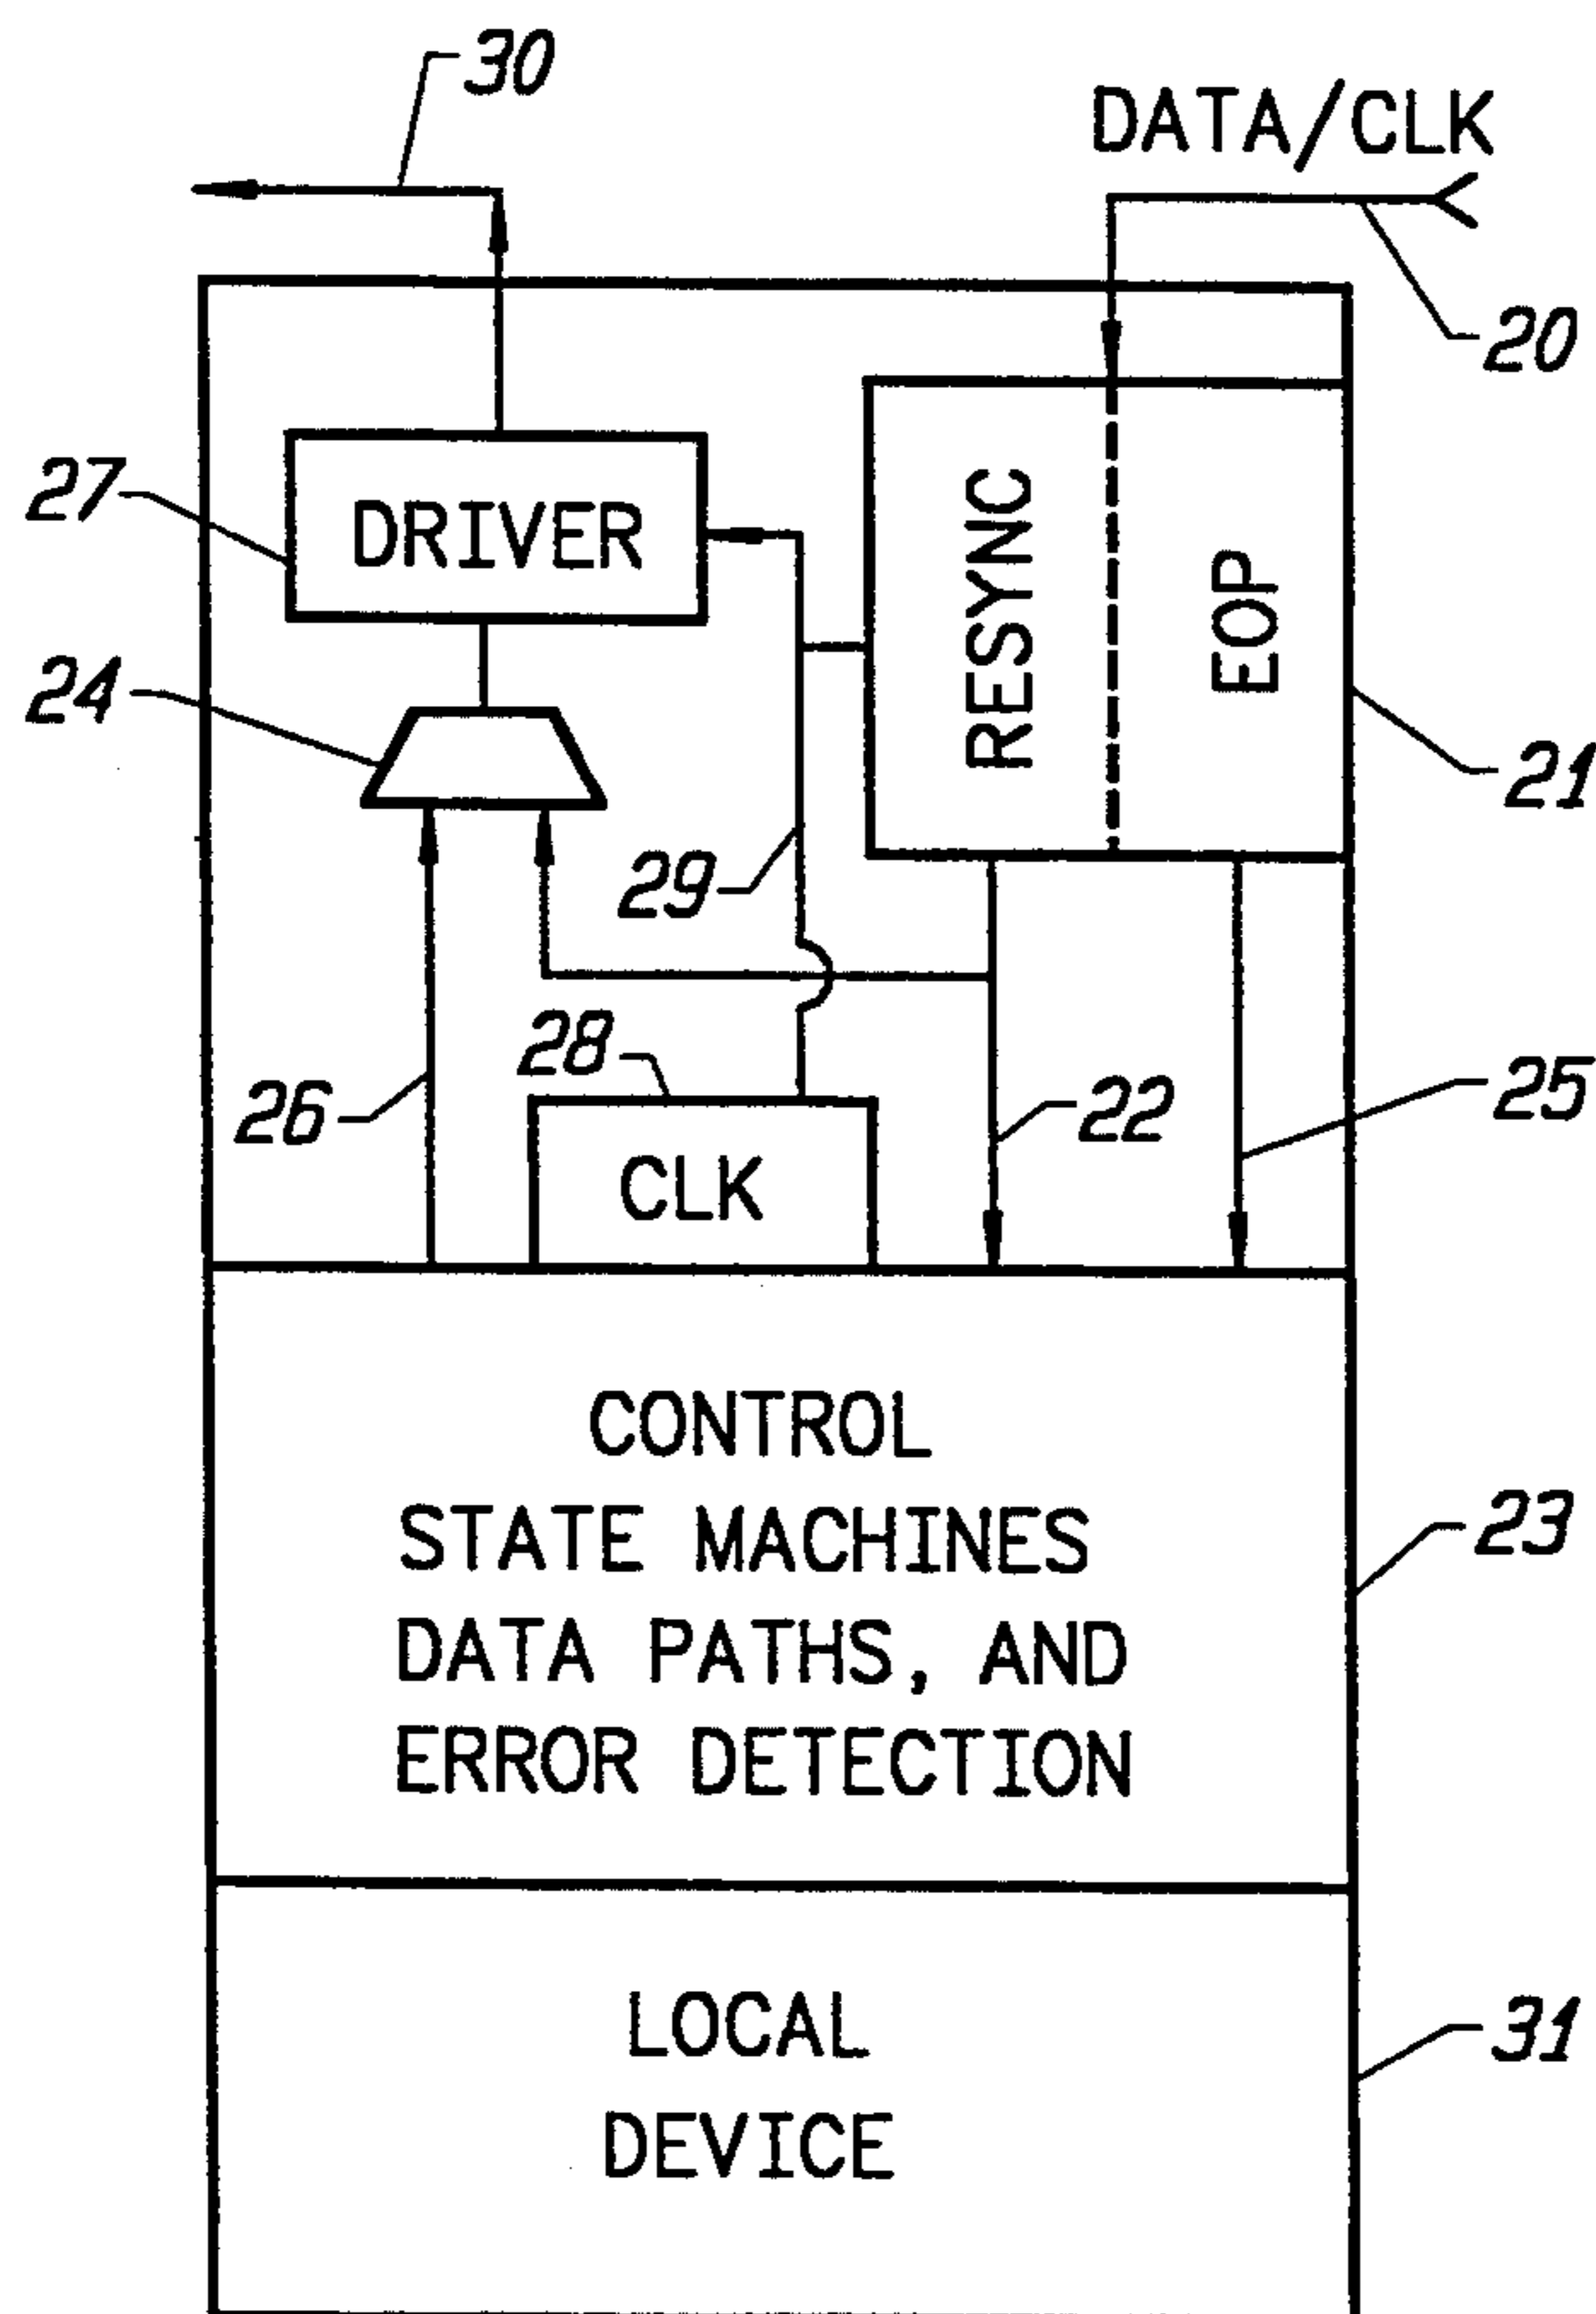 30
DATA/CLK
20
27
DRIVER
RESYNC
EOP
24
21
29
28
26
22
25
CLK
CONTROL
STATE MACHINES
DATA PATHS, AND
ERROR DETECTION
23
LOCAL
DEVICE
31